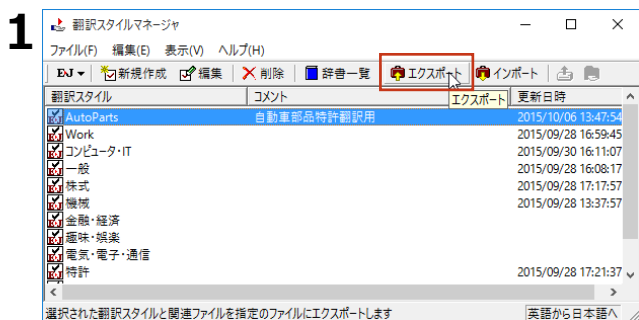 1
翻訳スタイルマネージャ
ファイル(F) 編集(E) 表示(V) ヘルプ(H)
EJ 新規作成 編集 削除 辞書一覧 エクスポート インポート
翻訳スタイル コメント 更新日時
エクスポート
AutoParts 自動車部品特許翻訳用 2015/10/06 13:47:54
Work 2015/09/28 16:59:45
コンピュータ・IT 2015/09/30 16:11:07
一般 2015/09/28 16:08:17
株式 2015/09/28 17:17:57
機械 2015/09/28 13:37:57
金融・経済
趣味・娯楽
電気・電子・通信
特許 2015/09/28 17:21:37
選択された翻訳スタイルと関連ファイルを指定のファイルにエクスポートします 英語から日本語へ